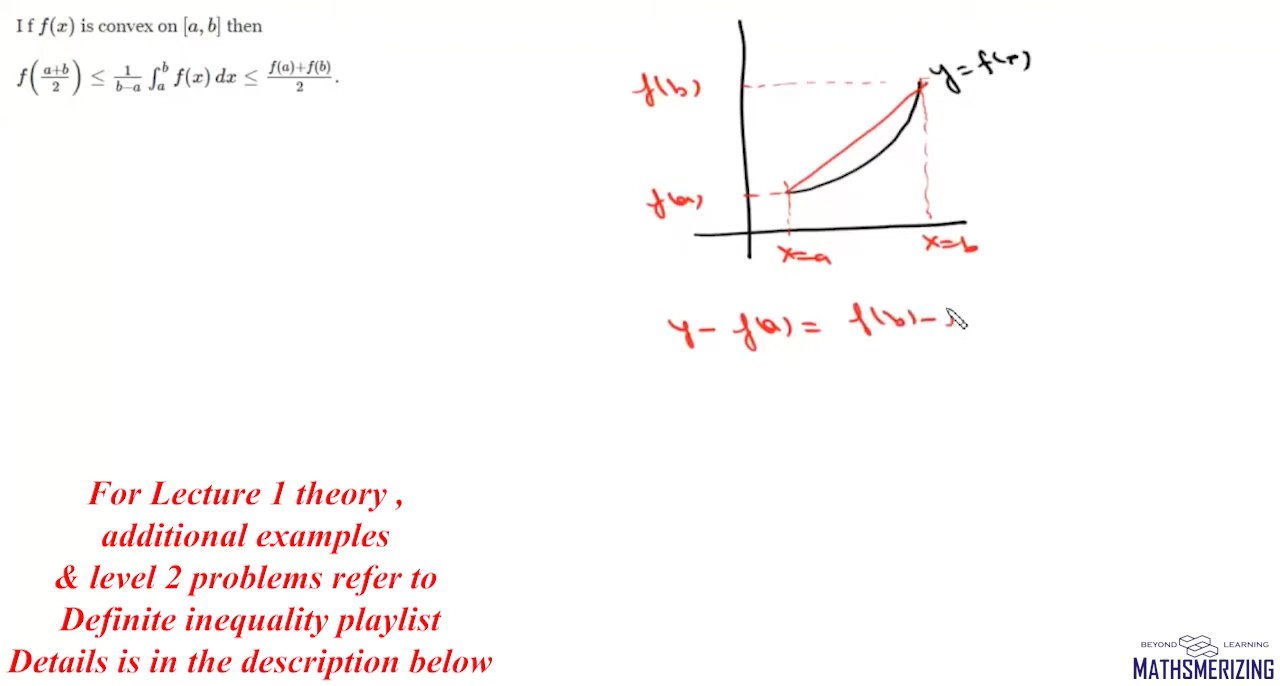 I f f(x) is convex on [a, b] then
f((a+b)/2) ≤ 1/(b−a) ∫_a^b f(x) dx ≤ (f(a)+f(b))/2 .
f(b)
y=f(x)
f(a)
x=a
x=b
y - f(a) = f(b) -
For Lecture 1 theory ,
additional examples
& level 2 problems refer to
Definite inequality playlist
Details is in the description below
BEYOND LEARNING
MATHSMERIZING